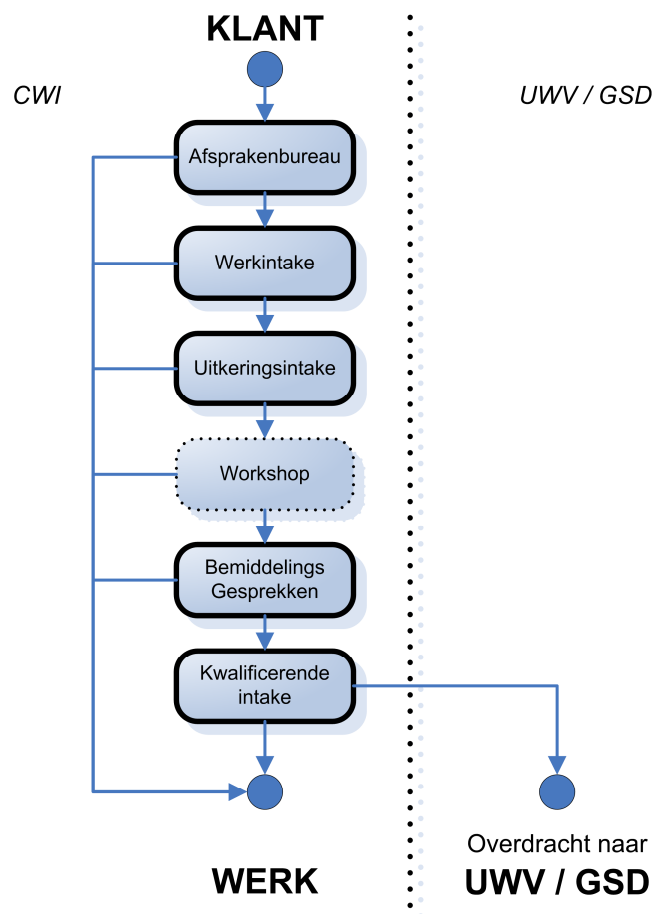 KLANT
CWI
UWV / GSD
Afsprakenbureau
Werkintake
Uitkeringsintake
Workshop
Bemiddelings
Gesprekken
Kwalificerende
intake
Overdracht naar
WERK
UWV / GSD